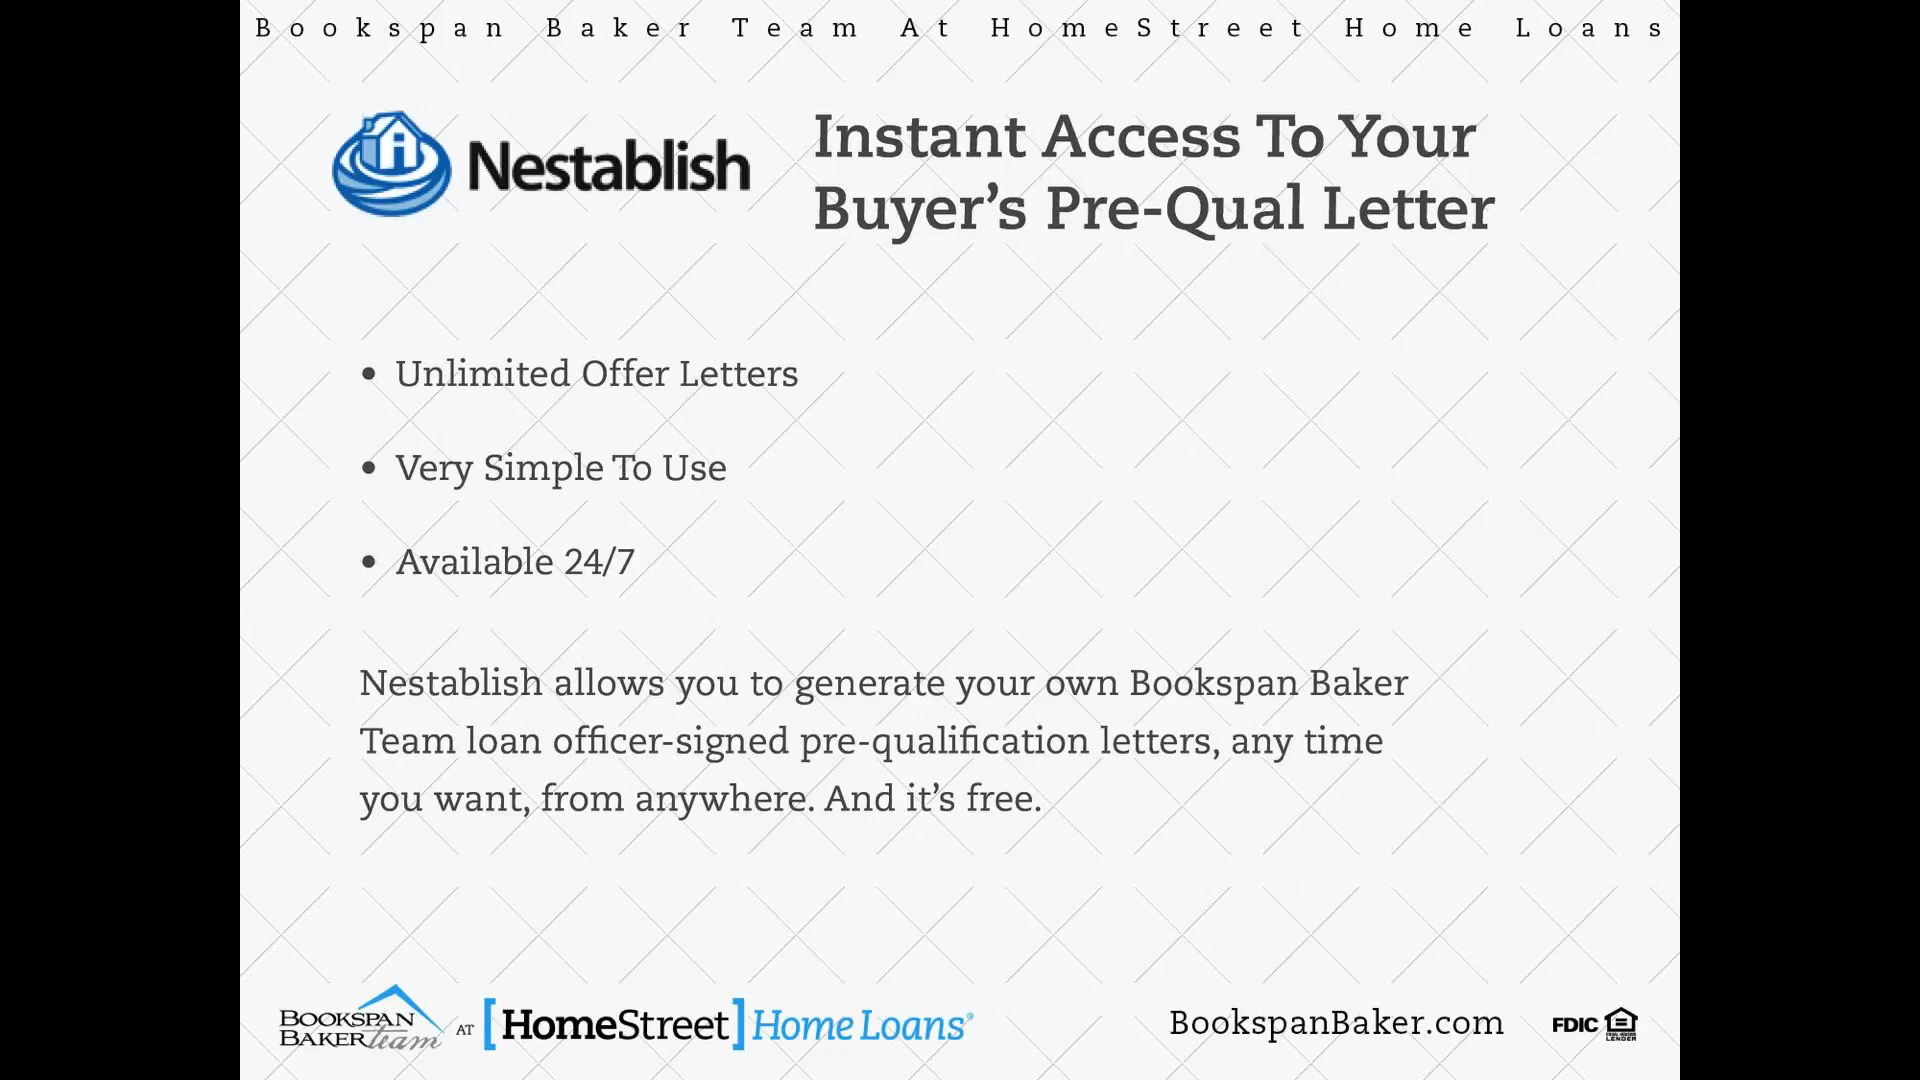 Bookspan Baker Team At HomeStreet Home Loans
Nestablish
Instant Access To Your
Buyer’s Pre-Qual Letter
• Unlimited Offer Letters
• Very Simple To Use
• Available 24/7
Nestablish allows you to generate your own Bookspan Baker
Team loan officer-signed pre-qualification letters, any time
you want, from anywhere. And it’s free.
BOOKSPAN
BAKER team
AT
[HomeStreet] Home Loans®
BookspanBaker.com
FDIC
EQUAL HOUSING
LENDER